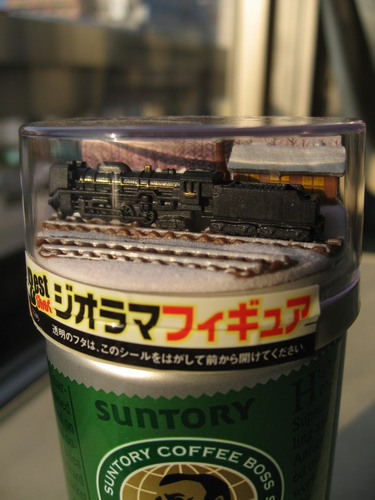 Best
ジオラマフィギュア
透明のフタは、このシールをはがして前から開けてください
SUNTORY
SUNTORY COFFEE BOSS